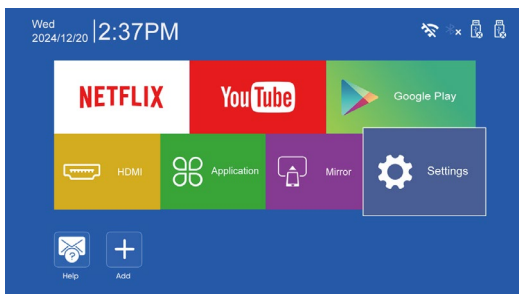 Wed
2024/12/20
2:37PM
NETFLIX
YouTube
Google Play
HDMI
Application
Mirror
Settings
Help
Add